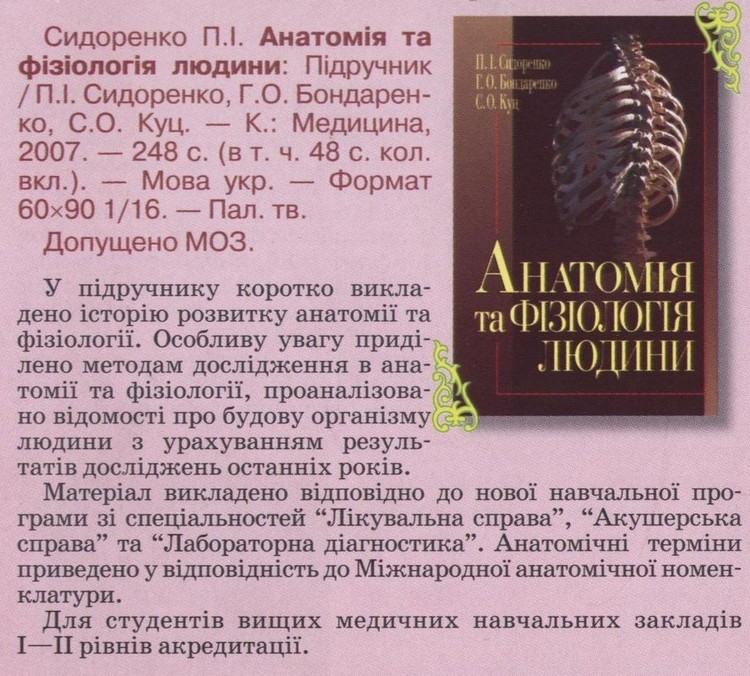 Сидоренко П.І. Анатомія та
фізіологія людини: Підручник
/ П.І. Сидоренко, Г.О. Бондарен-
ко, С.О. Куц. — К.: Медицина,
2007. — 248 с. (в т. ч. 48 с. кол.
вкл.). — Мова укр. — Формат
60×90 1/16. — Пал. тв.
Допущено МОЗ.
У підручнику коротко викла-
дено історію розвитку анатомії та
фізіології. Особливу увагу приді-
лено методам дослідження в ана-
томії та фізіології, проаналізова-
но відомості про будову організму
людини з урахуванням резуль-
татів досліджень останніх років.
П. І. Сидоренко
Г. О. Бондаренко
С. О. Куц
АНАТОМІЯ
та ФІЗІОЛОГІЯ
ЛЮДИНИ
Матеріал викладено відповідно до нової навчальної про-
грами зі спеціальностей “Лікувальна справа”, “Акушерська
справа” та “Лабораторна діагностика”. Анатомічні терміни
приведено у відповідність до Міжнародної анатомічної номен-
клатури.
Для студентів вищих медичних навчальних закладів
І—ІІ рівнів акредитації.